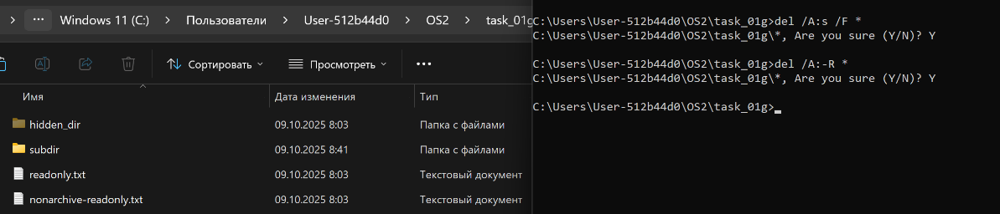 Windows 11 (C:) > Пользователи > User-512b44d0 > OS2 > task_01g
Сортировать Просмотреть
Имя Дата изменения Тип
hidden_dir 09.10.2025 8:03 Папка с файлами
subdir 09.10.2025 8:41 Папка с файлами
readonly.txt 09.10.2025 8:03 Текстовый документ
nonarchive-readonly.txt 09.10.2025 8:03 Текстовый документ
C:\Users\User-512b44d0\OS2\task_01g>del /A:s /F *
C:\Users\User-512b44d0\OS2\task_01g\*, Are you sure (Y/N)? Y
C:\Users\User-512b44d0\OS2\task_01g>del /A:-R *
C:\Users\User-512b44d0\OS2\task_01g\*, Are you sure (Y/N)? Y
C:\Users\User-512b44d0\OS2\task_01g>